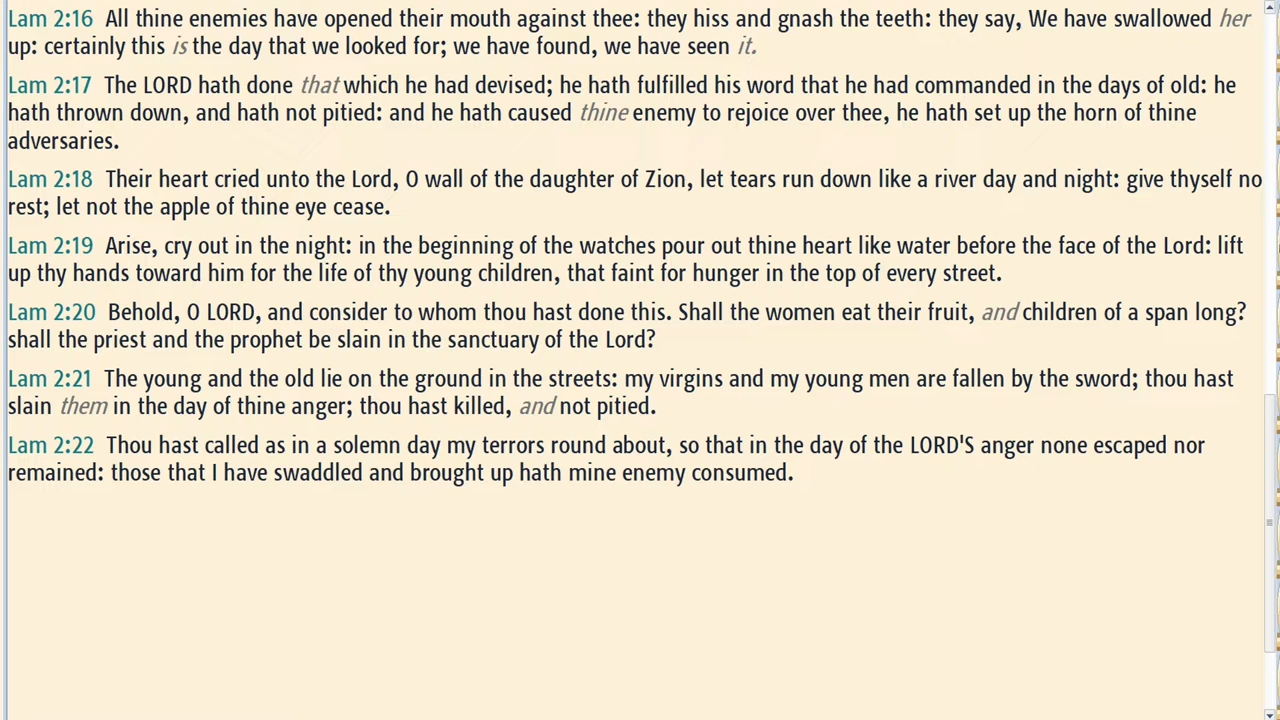 Lam 2:16 All thine enemies have opened their mouth against thee: they hiss and gnash the teeth: they say, We have swallowed her
up: certainly this is the day that we looked for; we have found, we have seen it.
Lam 2:17 The LORD hath done that which he had devised; he hath fulfilled his word that he had commanded in the days of old: he
hath thrown down, and hath not pitied: and he hath caused thine enemy to rejoice over thee, he hath set up the horn of thine
adversaries.
Lam 2:18 Their heart cried unto the Lord, O wall of the daughter of Zion, let tears run down like a river day and night: give thyself no
rest; let not the apple of thine eye cease.
Lam 2:19 Arise, cry out in the night: in the beginning of the watches pour out thine heart like water before the face of the Lord: lift
up thy hands toward him for the life of thy young children, that faint for hunger in the top of every street.
Lam 2:20 Behold, O LORD, and consider to whom thou hast done this. Shall the women eat their fruit, and children of a span long?
shall the priest and the prophet be slain in the sanctuary of the Lord?
Lam 2:21 The young and the old lie on the ground in the streets: my virgins and my young men are fallen by the sword; thou hast
slain them in the day of thine anger; thou hast killed, and not pitied.
Lam 2:22 Thou hast called as in a solemn day my terrors round about, so that in the day of the LORD'S anger none escaped nor
remained: those that I have swaddled and brought up hath mine enemy consumed.